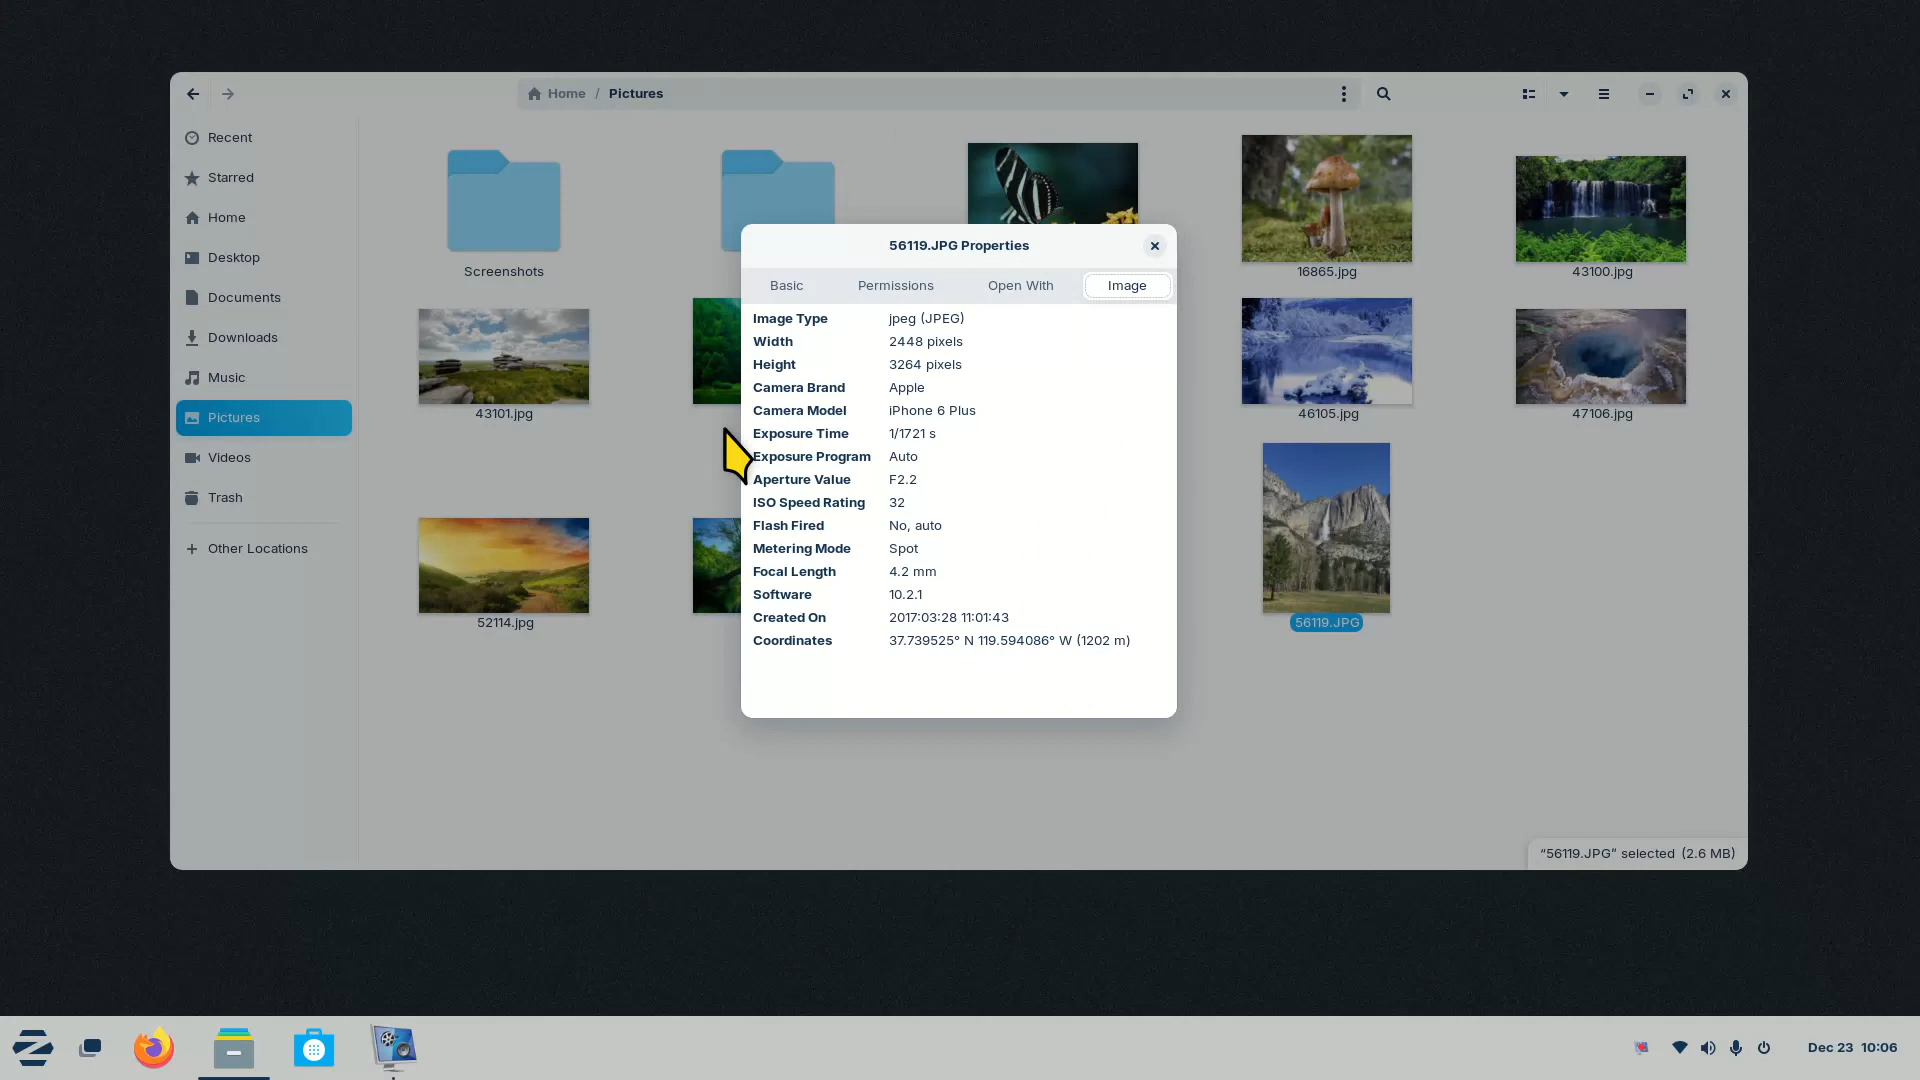 Home / Pictures
Recent
Starred
Home
Desktop
Documents
Downloads
Music
Pictures
Videos
Trash
Other Locations
Screenshots
16865.jpg
43100.jpg
43101.jpg
46105.jpg
47106.jpg
52114.jpg
56119.JPG
56119.JPG Properties
Basic Permissions Open With Image
Image Type jpeg (JPEG)
Width 2448 pixels
Height 3264 pixels
Camera Brand Apple
Camera Model iPhone 6 Plus
Exposure Time 1/1721 s
Exposure Program Auto
Aperture Value F2.2
ISO Speed Rating 32
Flash Fired No, auto
Metering Mode Spot
Focal Length 4.2 mm
Software 10.2.1
Created On 2017:03:28 11:01:43
Coordinates 37.739525° N 119.594086° W (1202 m)
“56119.JPG” selected (2.6 MB)
Dec 23 10:06